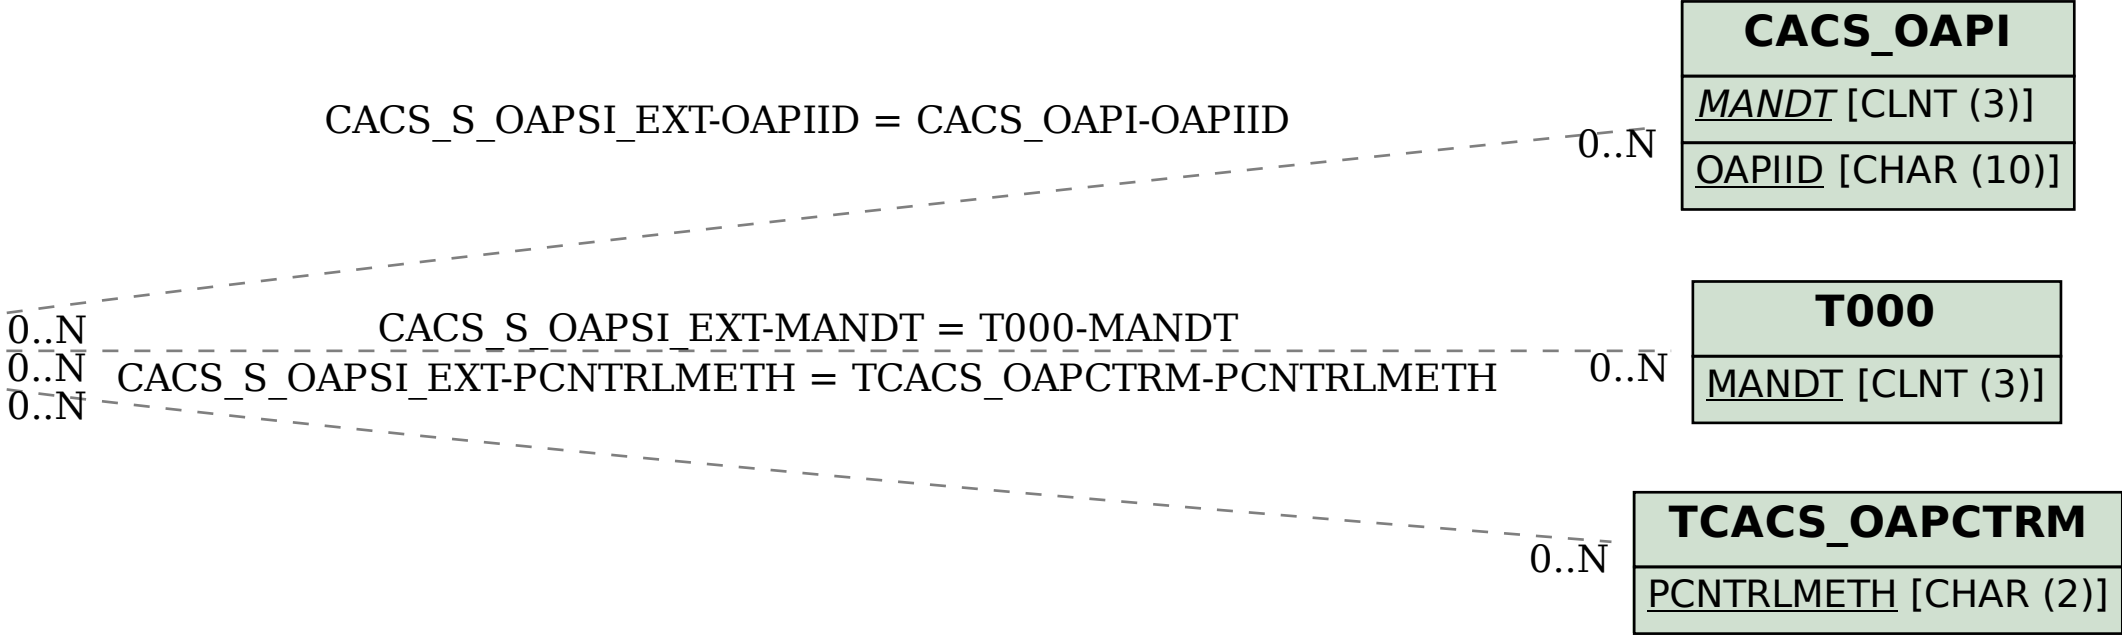 CACS_OAPI
MANDT [CLNT (3)]
OAPIID [CHAR (10)]
CACS_S_OAPSI_EXT-OAPIID = CACS_OAPI-OAPIID
0..N
0..N
CACS_S_OAPSI_EXT-MANDT = T000-MANDT
0..N
0..N
T000
MANDT [CLNT (3)]
CACS_S_OAPSI_EXT-PCNTRLMETH = TCACS_OAPCTRM-PCNTRLMETH
0..N
0..N
TCACS_OAPCTRM
PCNTRLMETH [CHAR (2)]